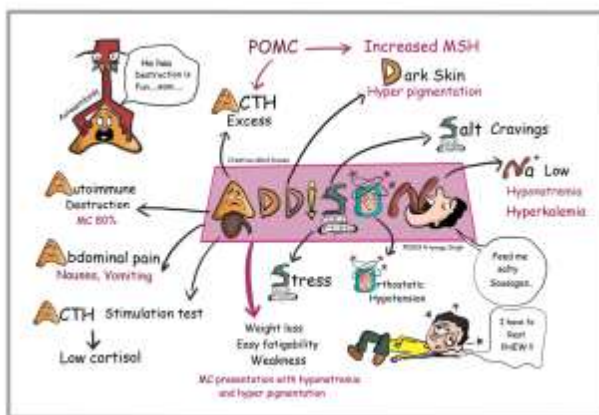 POMC
Increased MSH
He has
Destruction is
Fun...
Dark Skin
Hyper pigmentation
ACTH
Excess
Salt Cravings
Na+ Low
Hyponatremia
Hyperkalemia
ADDISON
Autoimmune
Destruction
MC 80%
Abdominal pain
Nausea, Vomiting
ACTH Stimulation test
Low cortisol
Stress
Orthostatic
Hypotension
Feed me
salty
Sausages.
Weight loss
Easy fatigability
Weakness
I have to
Rest
PHEW !!
MC presentation with hyponatremia
and hyper pigmentation